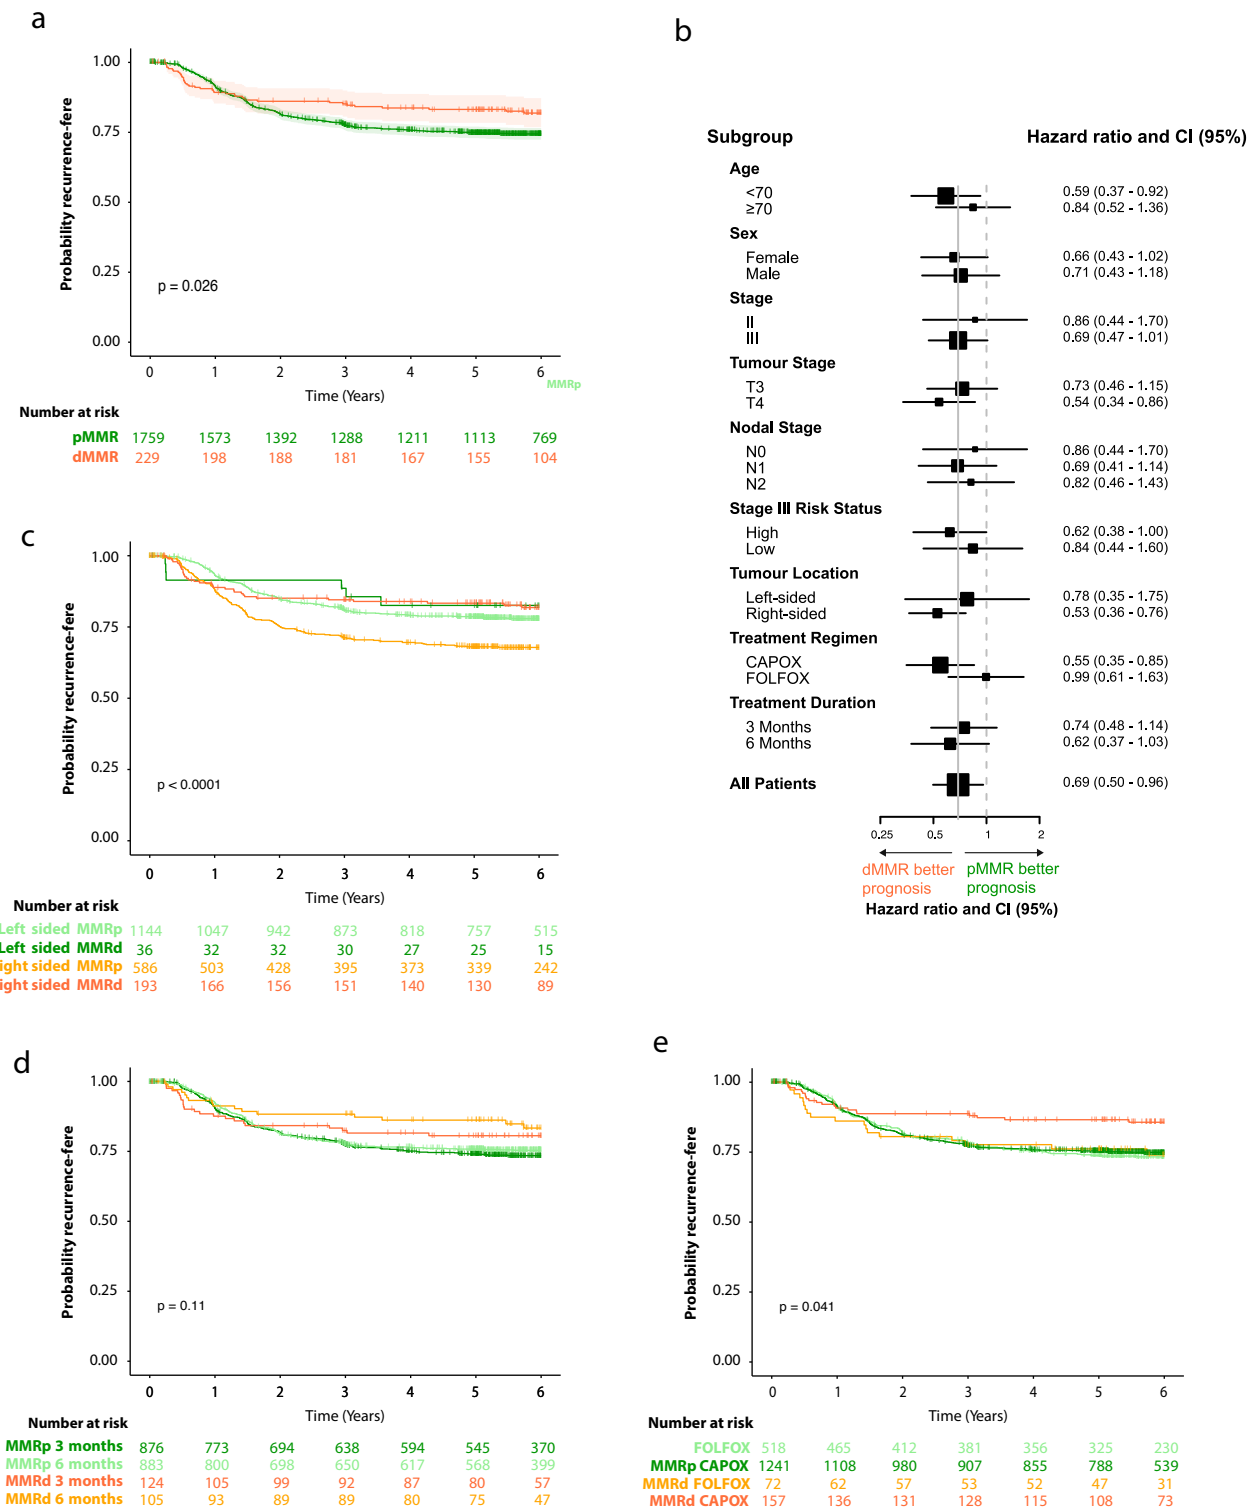 a
1.00
0.75
0.50
0.25
0.00
Probability recurrence-fere
p = 0.026
0 1 2 3 4 5 6
MMRp
Time (Years)
Number at risk
pMMR 1759 1573 1392 1288 1211 1113 769
dMMR 229 198 188 181 167 155 104
b
Subgroup Hazard ratio and CI (95%)
Age
<70 0.59 (0.37 - 0.92)
≥70 0.84 (0.52 - 1.36)
Sex
Female 0.66 (0.43 - 1.02)
Male 0.71 (0.43 - 1.18)
Stage
II 0.86 (0.44 - 1.70)
III 0.69 (0.47 - 1.01)
Tumour Stage
T3 0.73 (0.46 - 1.15)
T4 0.54 (0.34 - 0.86)
Nodal Stage
N0 0.86 (0.44 - 1.70)
N1 0.69 (0.41 - 1.14)
N2 0.82 (0.46 - 1.43)
Stage III Risk Status
High 0.62 (0.38 - 1.00)
Low 0.84 (0.44 - 1.60)
Tumour Location
Left-sided 0.78 (0.35 - 1.75)
Right-sided 0.53 (0.36 - 0.76)
Treatment Regimen
CAPOX 0.55 (0.35 - 0.85)
FOLFOX 0.99 (0.61 - 1.63)
Treatment Duration
3 Months 0.74 (0.48 - 1.14)
6 Months 0.62 (0.37 - 1.03)
All Patients 0.69 (0.50 - 0.96)
0.25 0.5 1 2
dMMR better prognosis
pMMR better prognosis
Hazard ratio and CI (95%)
c
1.00
0.75
0.50
0.25
0.00
Probability recurrence-fere
p < 0.0001
0 1 2 3 4 5 6
Time (Years)
Number at risk
Left sided MMRp 1144 1047 942 873 818 757 515
Left sided MMRd 36 32 32 30 27 25 15
ight sided MMRp 586 503 428 395 373 339 242
ight sided MMRd 193 166 156 151 140 130 89
d
1.00
0.75
0.50
0.25
0.00
Probability recurrence-fere
p = 0.11
0 1 2 3 4 5 6
Time (Years)
Number at risk
MMRp 3 months 876 773 694 638 594 545 370
MMRp 6 months 883 800 698 650 617 568 399
MMRd 3 months 124 105 99 92 87 80 57
MMRd 6 months 105 93 89 89 80 75 47
e
1.00
0.75
0.50
0.25
0.00
Probability recurrence-fere
p = 0.041
0 1 2 3 4 5 6
Time (Years)
Number at risk
FOLFOX 518 465 412 381 356 325 230
MMRp CAPOX 1241 1108 980 907 855 788 539
MMRd FOLFOX 72 62 57 53 52 47 31
MMRd CAPOX 157 136 131 128 115 108 73